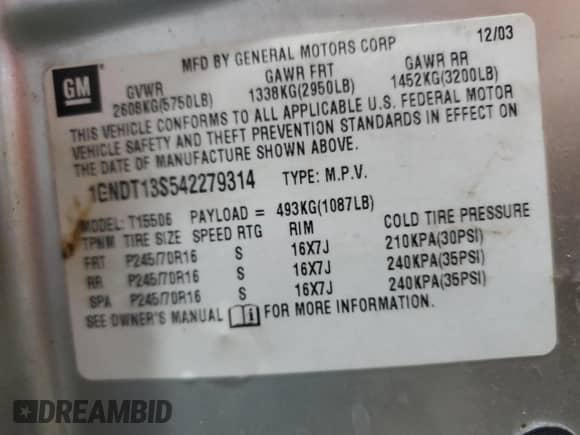 GM
MFD BY GENERAL MOTORS CORP 12/03
GVWR GAWR FRT GAWR RR
2608KG(5750LB) 1338KG(2950LB) 1452KG(3200LB)
THIS VEHICLE CONFORMS TO ALL APPLICABLE U.S. FEDERAL MOTOR
VEHICLE SAFETY AND THEFT PREVENTION STANDARDS IN EFFECT ON
THE DATE OF MANUFACTURE SHOWN ABOVE.
1GNDT13S542279314 TYPE: M.P.V.
MODEL: T15506 PAYLOAD = 493KG(1087LB)
TPMM TIRE SIZE SPEED RTG RIM COLD TIRE PRESSURE
FRT P245/70R16 S 16X7J 210KPA(30PSI)
RR P245/70R16 S 16X7J 240KPA(35PSI)
SPA P245/70R16 S 16X7J 240KPA(35PSI)
SEE OWNER'S MANUAL FOR MORE INFORMATION.
DREAMBID